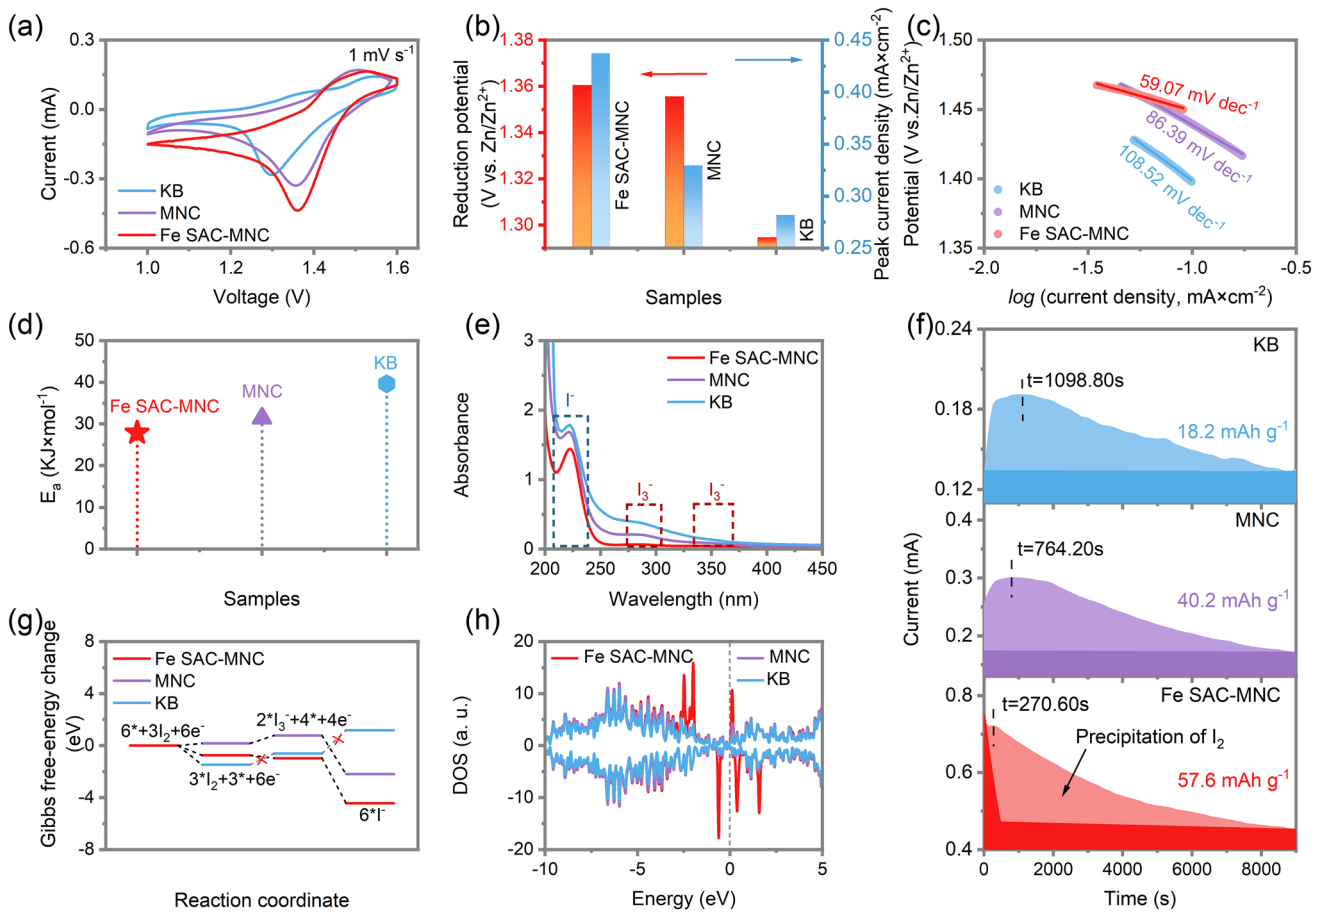 (a)
0.3
0.0
-0.3
-0.6
Current (mA)
1 mV s-1
KB
MNC
Fe SAC-MNC
1.0
1.2
1.4
1.6
Voltage (V)
(b)
1.38
1.36
1.34
1.32
1.30
Reduction potential
(V vs. Zn/Zn2+)
Fe SAC-MNC
MNC
KB
0.45
0.40
0.35
0.30
0.25
Peak current density (mA×cm-2)
Samples
(c)
1.50
1.45
1.40
1.35
Potential (V vs.Zn/Zn2+)
59.07 mV dec-1
86.39 mV dec-1
108.52 mV dec-1
KB
MNC
Fe SAC-MNC
-2.0
-1.5
-1.0
-0.5
log (current density, mA×cm-2)
(d)
50
40
30
20
10
0
Ea (KJ×mol-1)
Fe SAC-MNC
MNC
KB
Samples
(e)
3
2
1
0
Absorbance
Fe SAC-MNC
MNC
KB
I-
I3-
I3-
200
250
300
350
400
450
Wavelength (nm)
(f)
0.24
0.18
0.12
KB
t=1098.80s
18.2 mAh g-1
0.4
0.3
0.2
MNC
t=764.20s
40.2 mAh g-1
Current (mA)
0.8
0.6
0.4
Fe SAC-MNC
t=270.60s
Precipitation of I2
57.6 mAh g-1
0
2000
4000
6000
8000
Time (s)
(g)
8
4
0
-4
-8
Gibbs free-energy change
(eV)
Fe SAC-MNC
MNC
KB
6*+3I2+6e-
2*I3-+4*+4e-
3*I2+3*+6e-
6*I-
Reaction coordinate
(h)
20
10
0
-10
-20
DOS (a. u.)
Fe SAC-MNC
MNC
KB
-10
-5
0
5
Energy (eV)